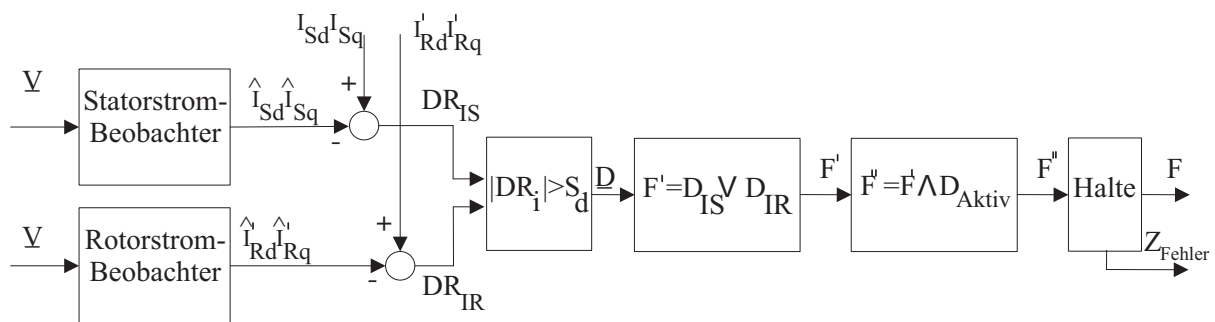 I_Sd I_Sq
I'_Rd I'_Rq
V
Statorstrom-
Beobachter
Î_Sd Î_Sq
+
-
DR_IS
|DR_i|>S_d
D
F'=D_IS V D_IR
F'
F"=F' Λ D_Aktiv
F"
Halte
F
Z_Fehler
V
Rotorstrom-
Beobachter
Î'_Rd Î'_Rq
+
-
DR_IR